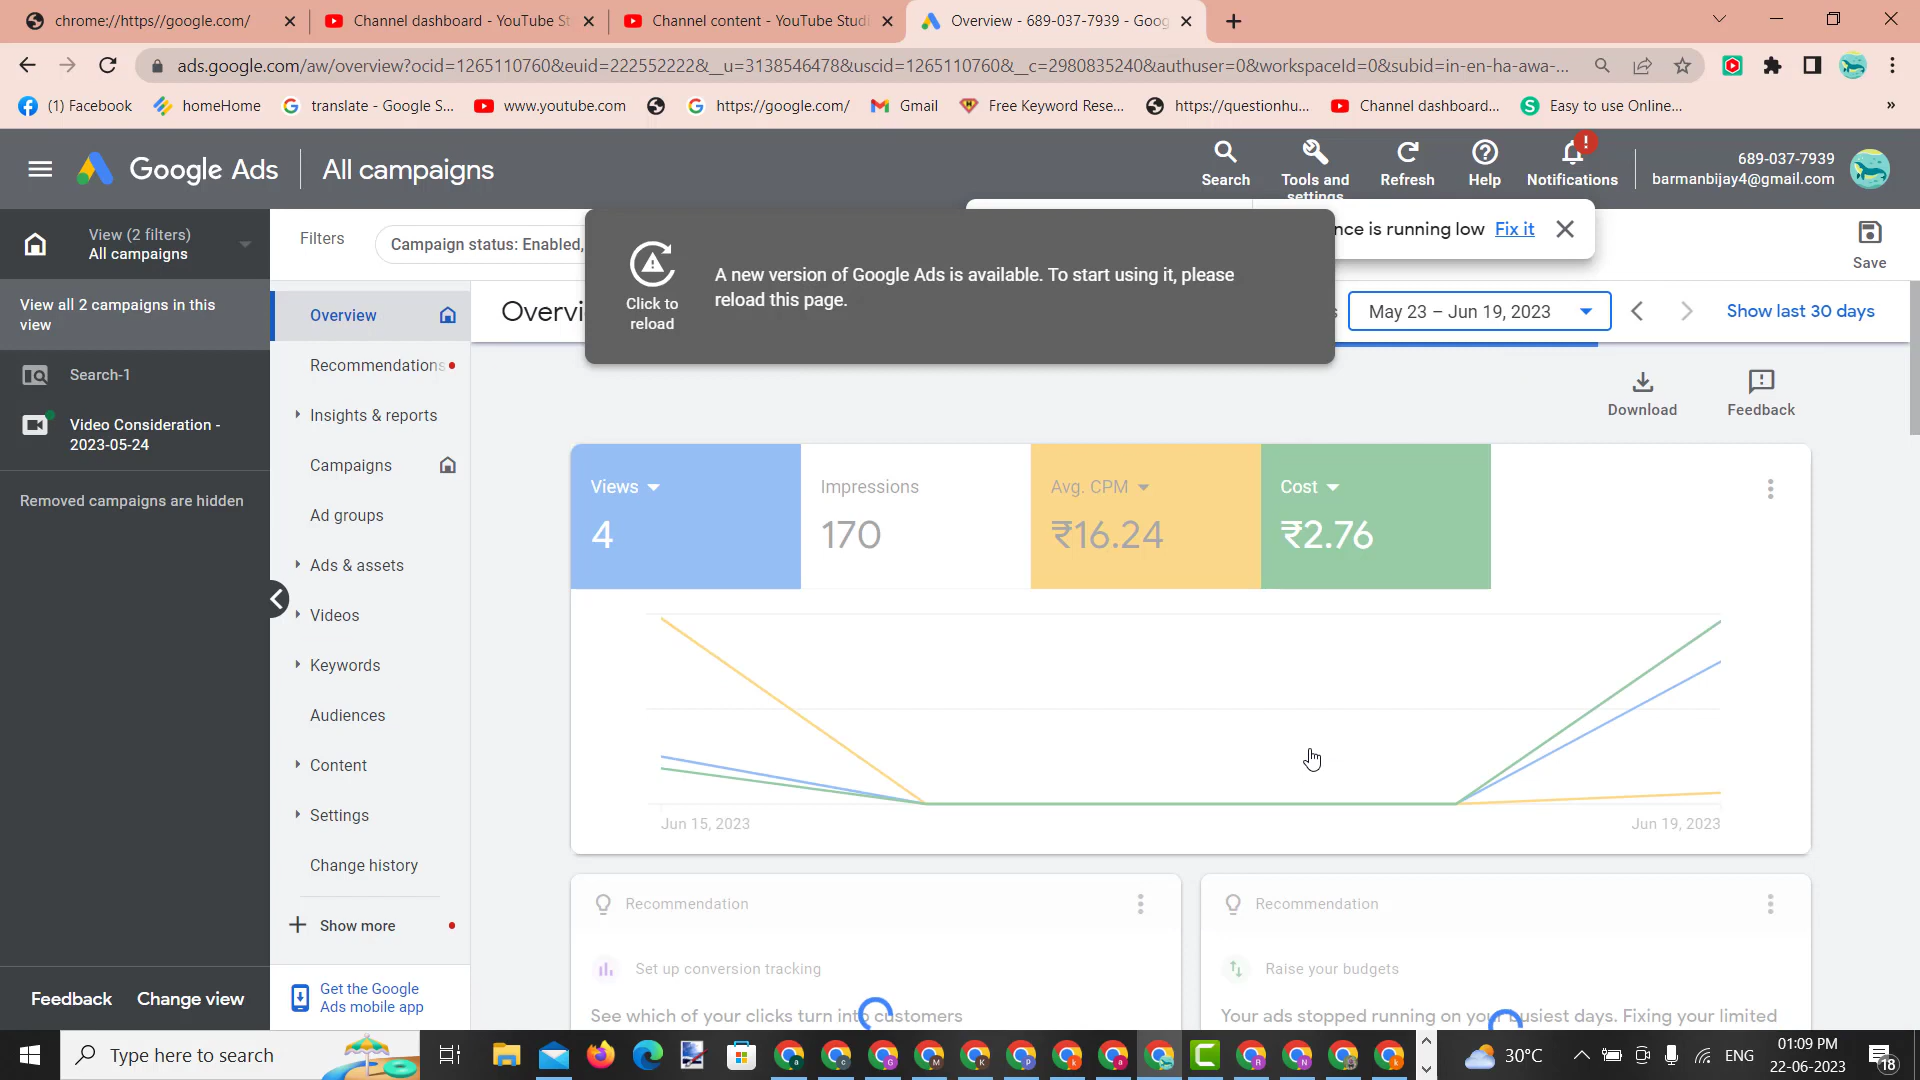 chrome://https//google.com/
Channel dashboard - YouTube St
Channel content - YouTube Studi
Overview - 689-037-7939 - Goog
ads.google.com/aw/overview?ocid=1265110760&euid=222552222&__u=3138546478&uscid=1265110760&__c=2980835240&authuser=0&workspaceId=0&subid=in-en-ha-awa-...
(1) Facebook
homeHome
translate - Google S...
www.youtube.com
https://google.com/
Gmail
Free Keyword Rese...
https://questionhu...
Channel dashboard...
Easy to use Online...
»
Google Ads
All campaigns
Search
Tools and
settings
Refresh
Help
Notifications
689-037-7939
barmanbijay4@gmail.com
View (2 filters)
All campaigns
Filters
Campaign status: Enabled,
nce is running low Fix it
Save
Click to
reload
A new version of Google Ads is available. To start using it, please
reload this page.
View all 2 campaigns in this
view
Search-1
Video Consideration -
2023-05-24
Removed campaigns are hidden
Overview
Recommendations
Insights & reports
Campaigns
Ad groups
Ads & assets
Videos
Keywords
Audiences
Content
Settings
Change history
Show more
Get the Google
Ads mobile app
Feedback
Change view
Overvi
May 23 – Jun 19, 2023
Show last 30 days
Download
Feedback
Views
4
Impressions
170
Avg. CPM
₹16.24
Cost
₹2.76
Jun 15, 2023
Jun 19, 2023
Recommendation
Set up conversion tracking
See which of your clicks turn into customers
Recommendation
Raise your budgets
Your ads stopped running on your busiest days. Fixing your limited
Type here to search
30°C
ENG
01:09 PM
22-06-2023
18